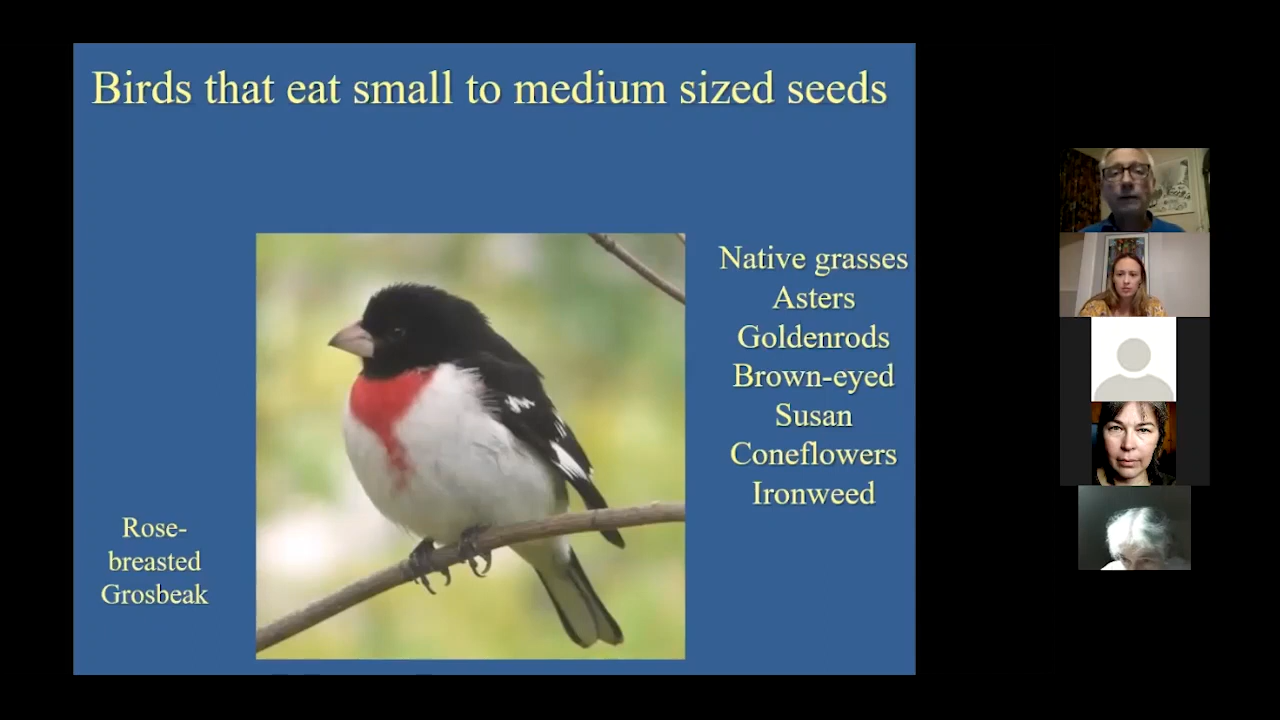 Birds that eat small to medium sized seeds
Native grasses
Asters
Goldenrods
Brown-eyed
Susan
Coneflowers
Ironweed
Rose-
breasted
Grosbeak